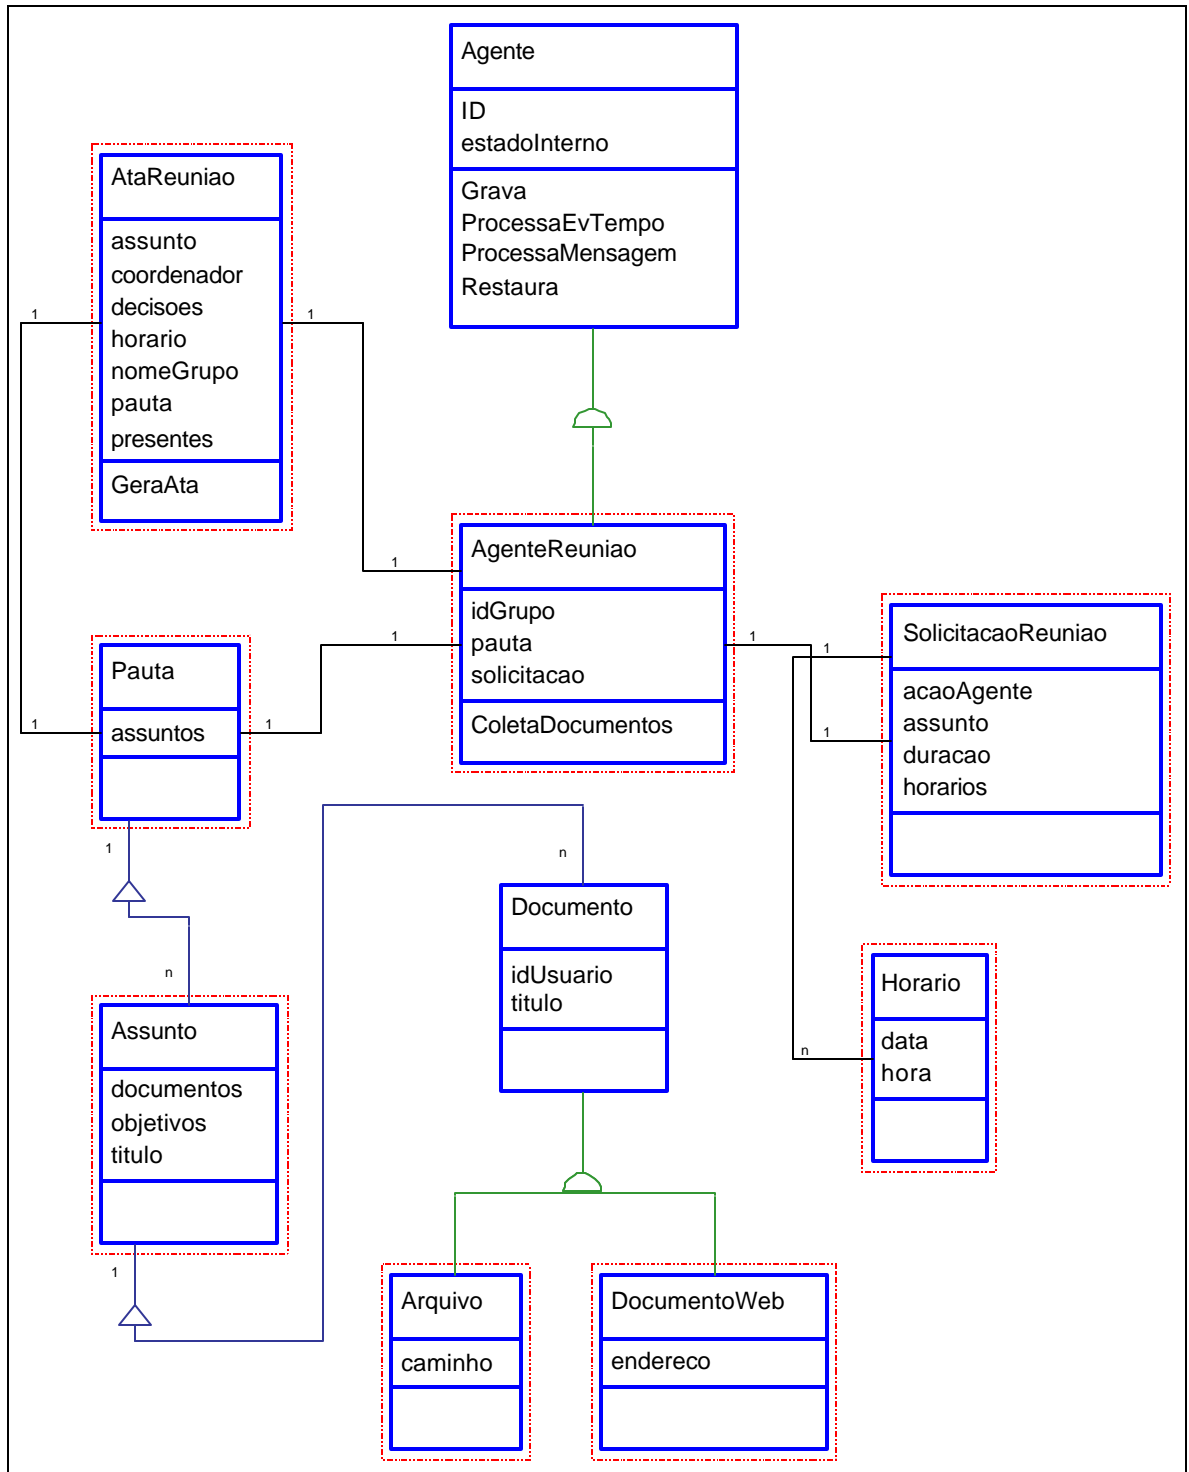 Agente
ID
estadoInterno
Grava
ProcessaEvTempo
ProcessaMensagem
Restaura
AtaReuniao
assunto
coordenador
decisoes
horario
nomeGrupo
pauta
presentes
GeraAta
1
1
1
AgenteReuniao
idGrupo
pauta
solicitacao
ColetaDocumentos
1
1
1
1
SolicitacaoReuniao
acaoAgente
assunto
duracao
horarios
1
1
Pauta
assuntos
1
n
n
Documento
idUsuario
titulo
Horario
data
hora
n
Assunto
documentos
objetivos
titulo
1
Arquivo
caminho
DocumentoWeb
endereco